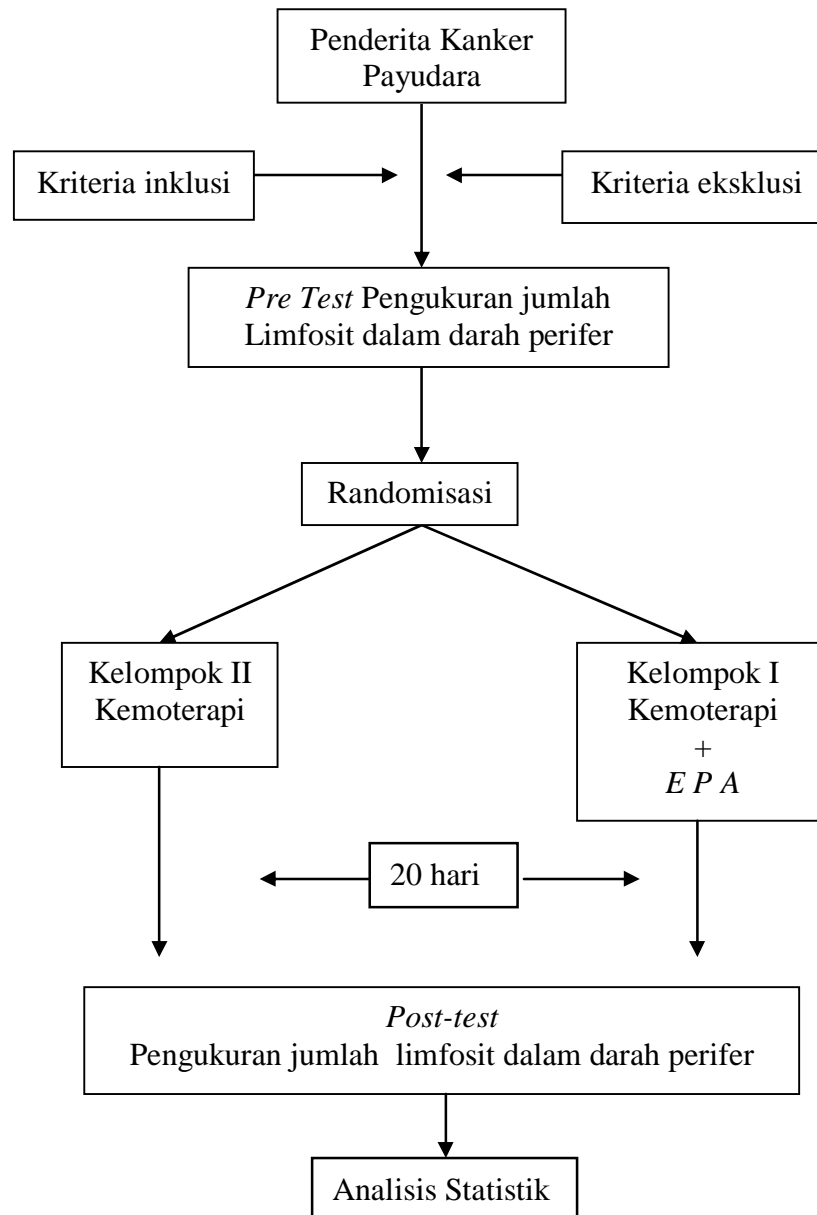 Penderita Kanker
Payudara
Kriteria inklusi
Kriteria eksklusi
Pre Test Pengukuran jumlah
Limfosit dalam darah perifer
Randomisasi
Kelompok II
Kemoterapi
Kelompok I
Kemoterapi
+
E P A
20 hari
Post-test
Pengukuran jumlah limfosit dalam darah perifer
Analisis Statistik